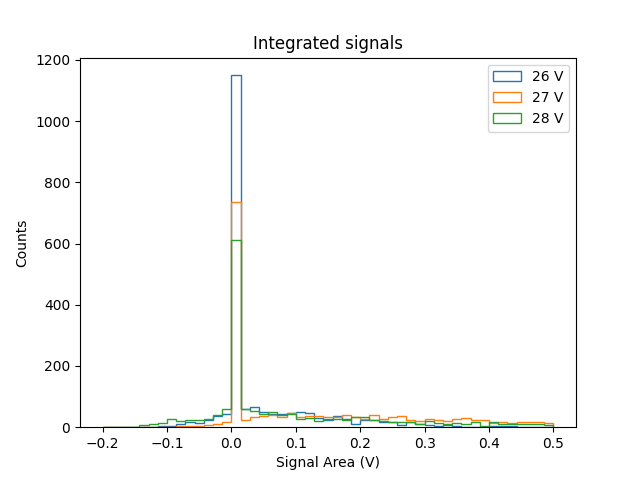 Integrated signals
1200
1000
800
600
400
200
0
Counts
26 V
27 V
28 V
−0.2 −0.1 0.0 0.1 0.2 0.3 0.4 0.5
Signal Area (V)